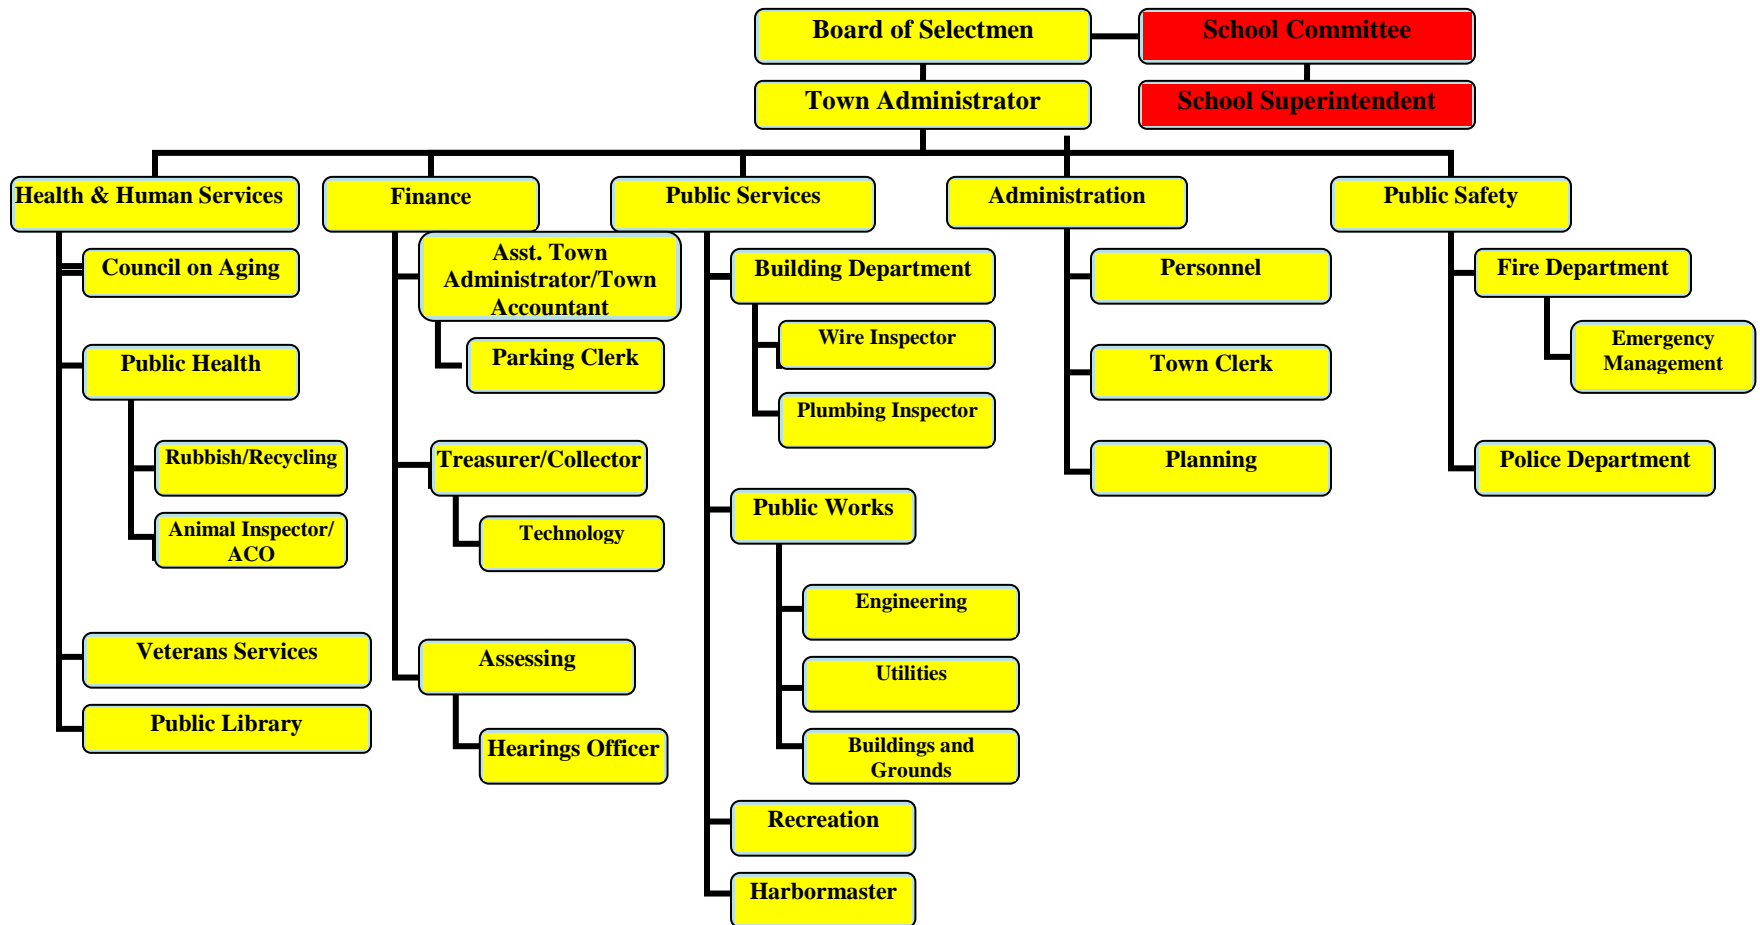 Board of Selectmen
School Committee
Town Administrator
School Superintendent
Health & Human Services
Finance
Public Services
Administration
Public Safety
Council on Aging
Public Health
Rubbish/Recycling
Animal Inspector/
ACO
Veterans Services
Public Library
Asst. Town
Administrator/Town
Accountant
Parking Clerk
Treasurer/Collector
Technology
Assessing
Hearings Officer
Building Department
Wire Inspector
Plumbing Inspector
Public Works
Engineering
Utilities
Buildings and
Grounds
Recreation
Harbormaster
Personnel
Town Clerk
Planning
Fire Department
Emergency
Management
Police Department